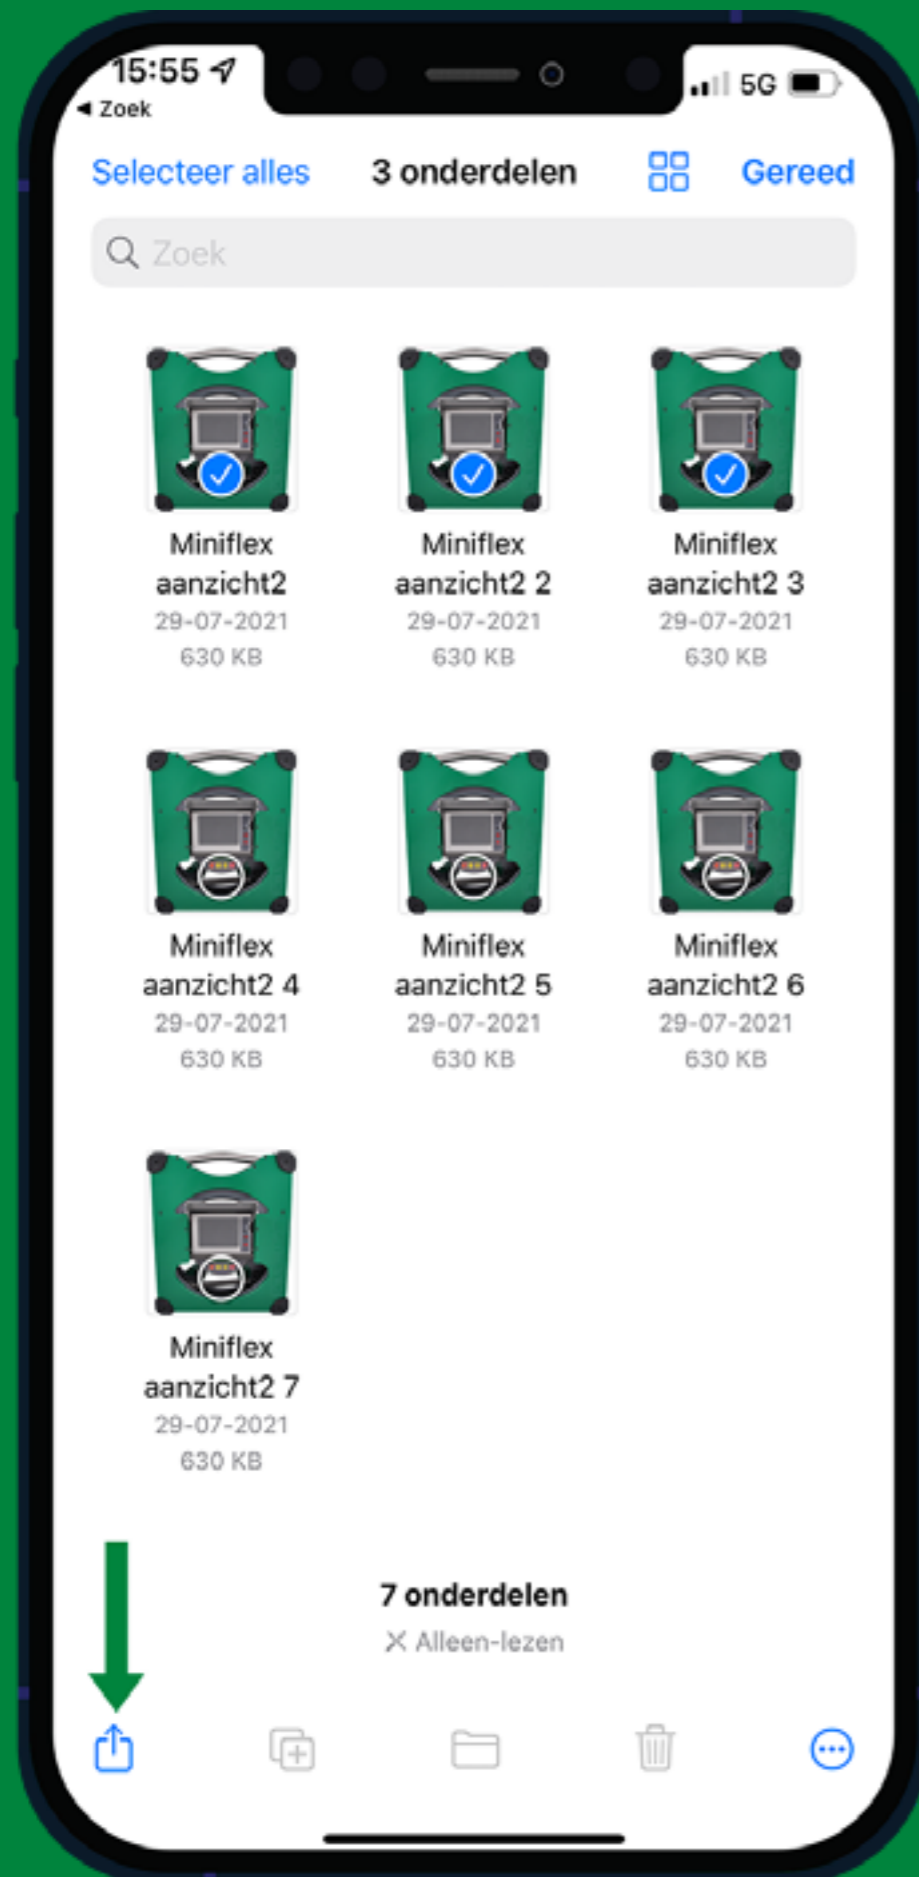 15:55
5G
◀ Zoek
Selecteer alles
3 onderdelen
Gereed
Zoek
Miniflex
aanzicht2
29-07-2021
630 KB
Miniflex
aanzicht2 2
29-07-2021
630 KB
Miniflex
aanzicht2 3
29-07-2021
630 KB
Miniflex
aanzicht2 4
29-07-2021
630 KB
Miniflex
aanzicht2 5
29-07-2021
630 KB
Miniflex
aanzicht2 6
29-07-2021
630 KB
Miniflex
aanzicht2 7
29-07-2021
630 KB
7 onderdelen
Alleen-lezen